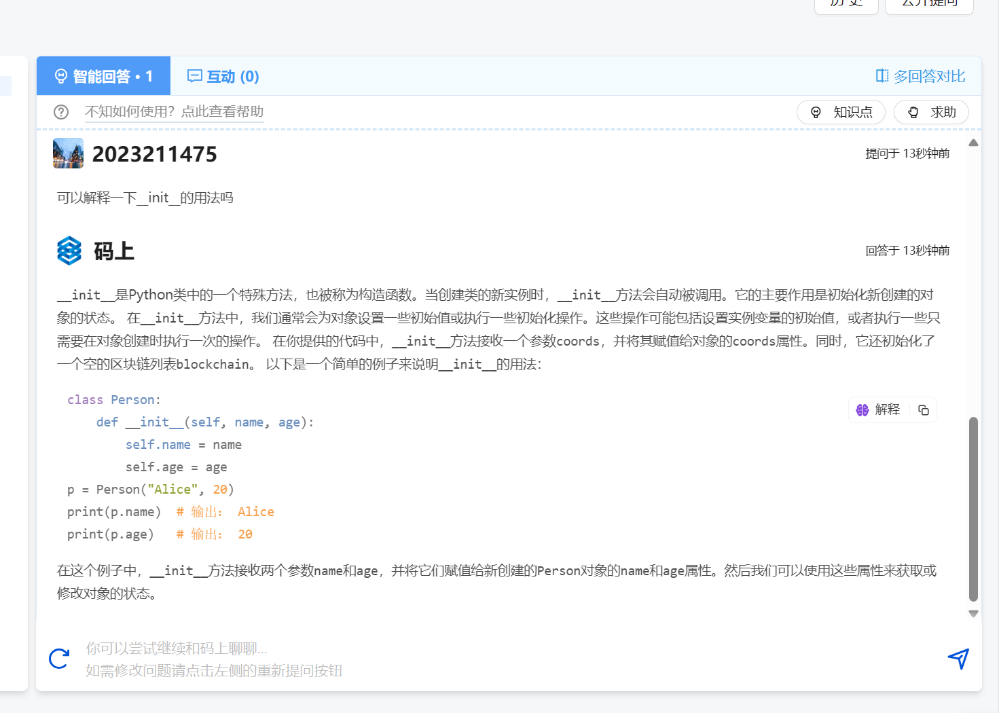 历 史
公开提问
智能回答 • 1
互动 (0)
多回答对比
不知如何使用？点此查看帮助
知识点
求助
2023211475
提问于 13秒钟前
可以解释一下__init__的用法吗
码上
回答于 13秒钟前
__init__是Python类中的一个特殊方法，也被称为构造函数。当创建类的新实例时，__init__方法会自动被调用。它的主要作用是初始化新创建的对
象的状态。 在__init__方法中，我们通常会为对象设置一些初始值或执行一些初始化操作。这些操作可能包括设置实例变量的初始值，或者执行一些只
需要在对象创建时执行一次的操作。 在你提供的代码中，__init__方法接收一个参数coords，并将其赋值给对象的coords属性。同时，它还初始化了
一个空的区块链列表blockchain。 以下是一个简单的例子来说明__init__的用法：
class Person:
    def __init__(self, name, age):
        self.name = name
        self.age = age
p = Person("Alice", 20)
print(p.name)  # 输出： Alice
print(p.age)   # 输出： 20
解释
在这个例子中，__init__方法接收两个参数name和age，并将它们赋值给新创建的Person对象的name和age属性。然后我们可以使用这些属性来获取或
修改对象的状态。
你可以尝试继续和码上聊聊...
如需修改问题请点击左侧的重新提问按钮